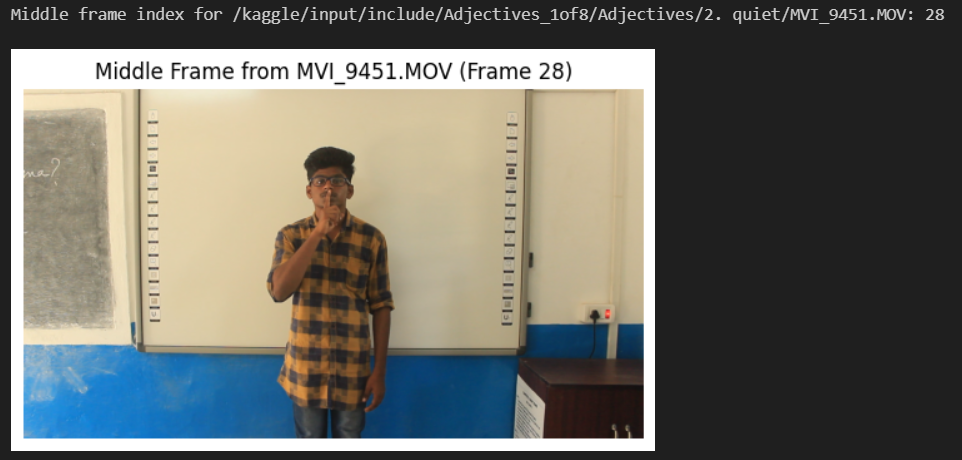 Middle frame index for /kaggle/input/include/Adjectives_1of8/Adjectives/2. quiet/MVI_9451.MOV: 28
Middle Frame from MVI_9451.MOV (Frame 28)
ma?